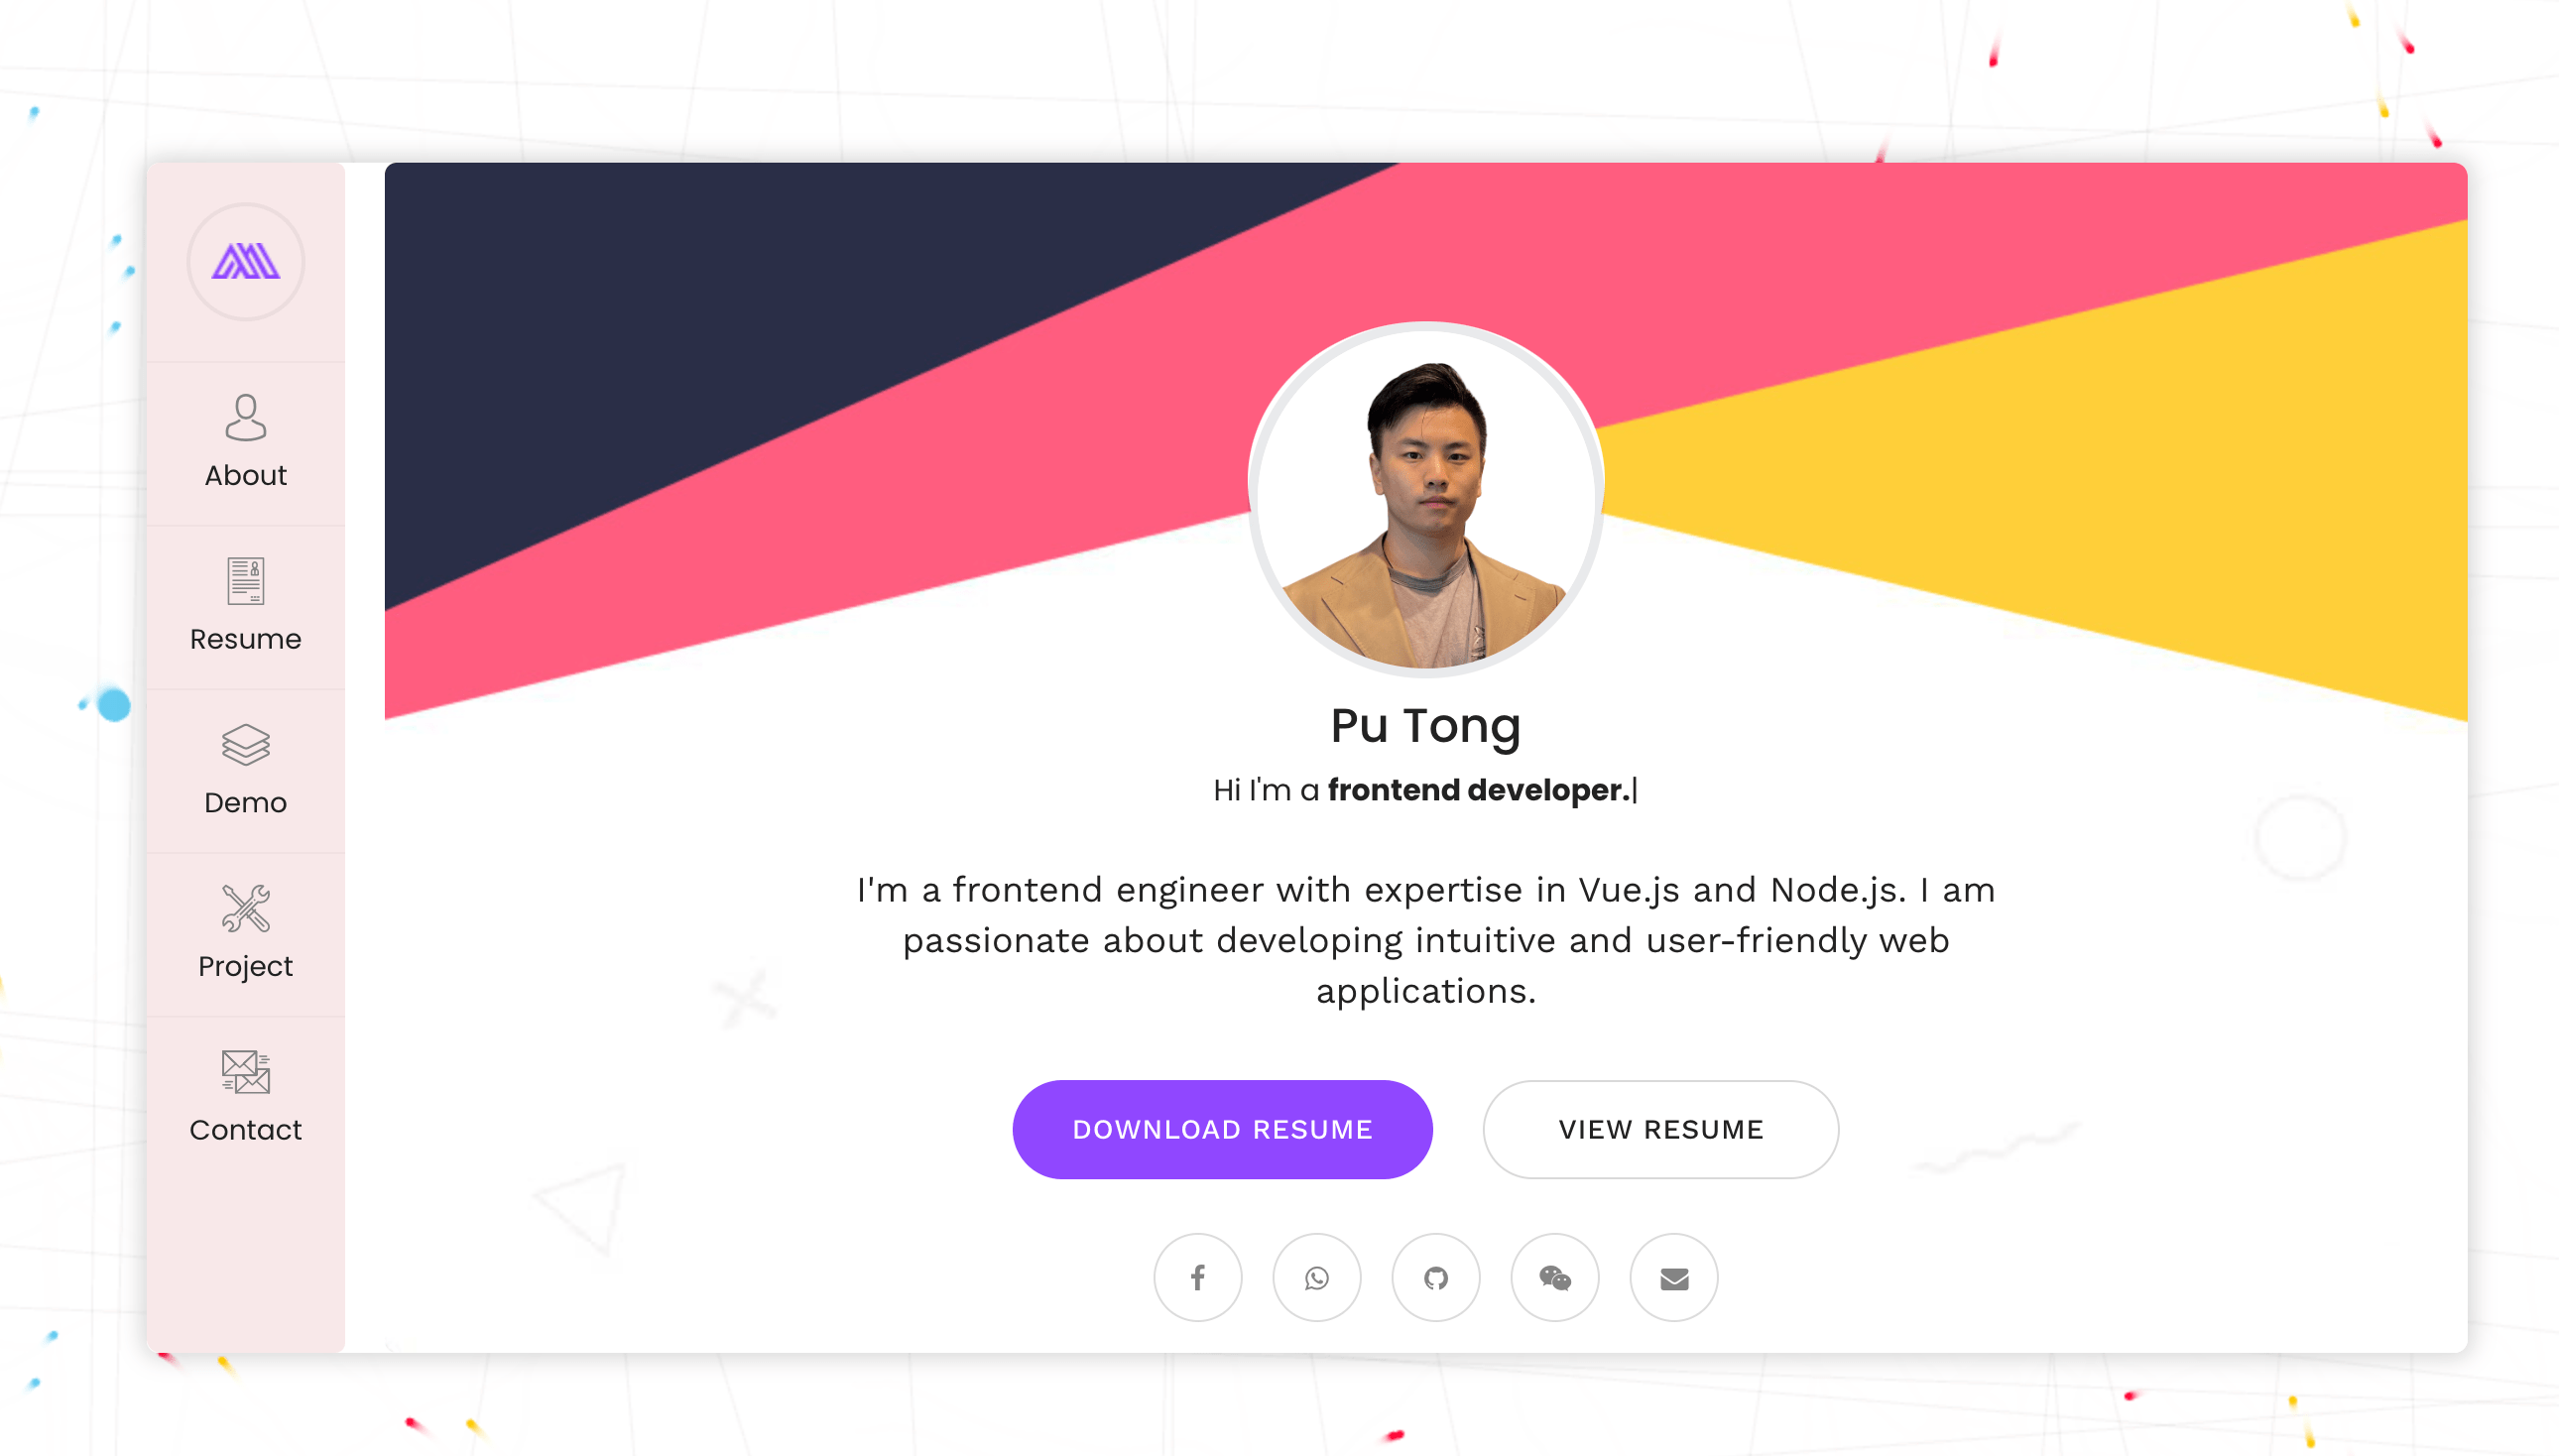 About
Resume
Demo
Project
Contact
Pu Tong
Hi I'm a frontend developer.|
I'm a frontend engineer with expertise in Vue.js and Node.js. I am
passionate about developing intuitive and user-friendly web
applications.
DOWNLOAD RESUME
VIEW RESUME